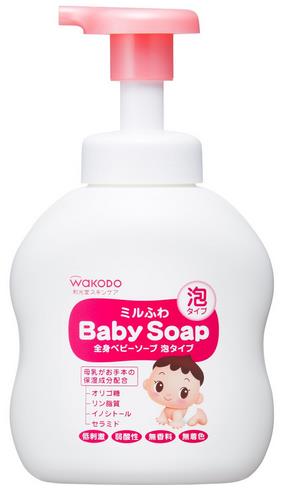 WaKODO
和光堂スキンケア
泡
タイプ
ミルふわ
Baby Soap
全身ベビーソープ 泡タイプ
母乳がお手本の
保湿成分配合
オリゴ糖
リン脂質
イノシトール
セラミド
低刺激 弱酸性 無香料 無着色